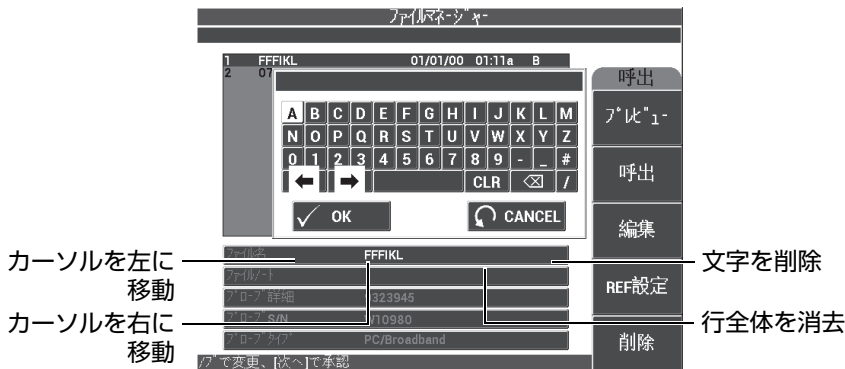 ファイルマネージャー
1 FFFIKL 01/01/00 01:11a B
2 07
呼出
A B C D E F G H I J K L M
N O P Q R S T U V W X Y Z
0 1 2 3 4 5 6 7 8 9 - _ #
CLR /
OK CANCEL
プレビュー
呼出
編集
REF設定
削除
ファイル名 FFFIKL
ファイルノート
プローブ詳細 323945
プローブS/N 10980
プローブタイプ PC/Broadband
ノブで変更、[次へ]で承認
カーソルを左に
移動
カーソルを右に
移動
文字を削除
行全体を消去